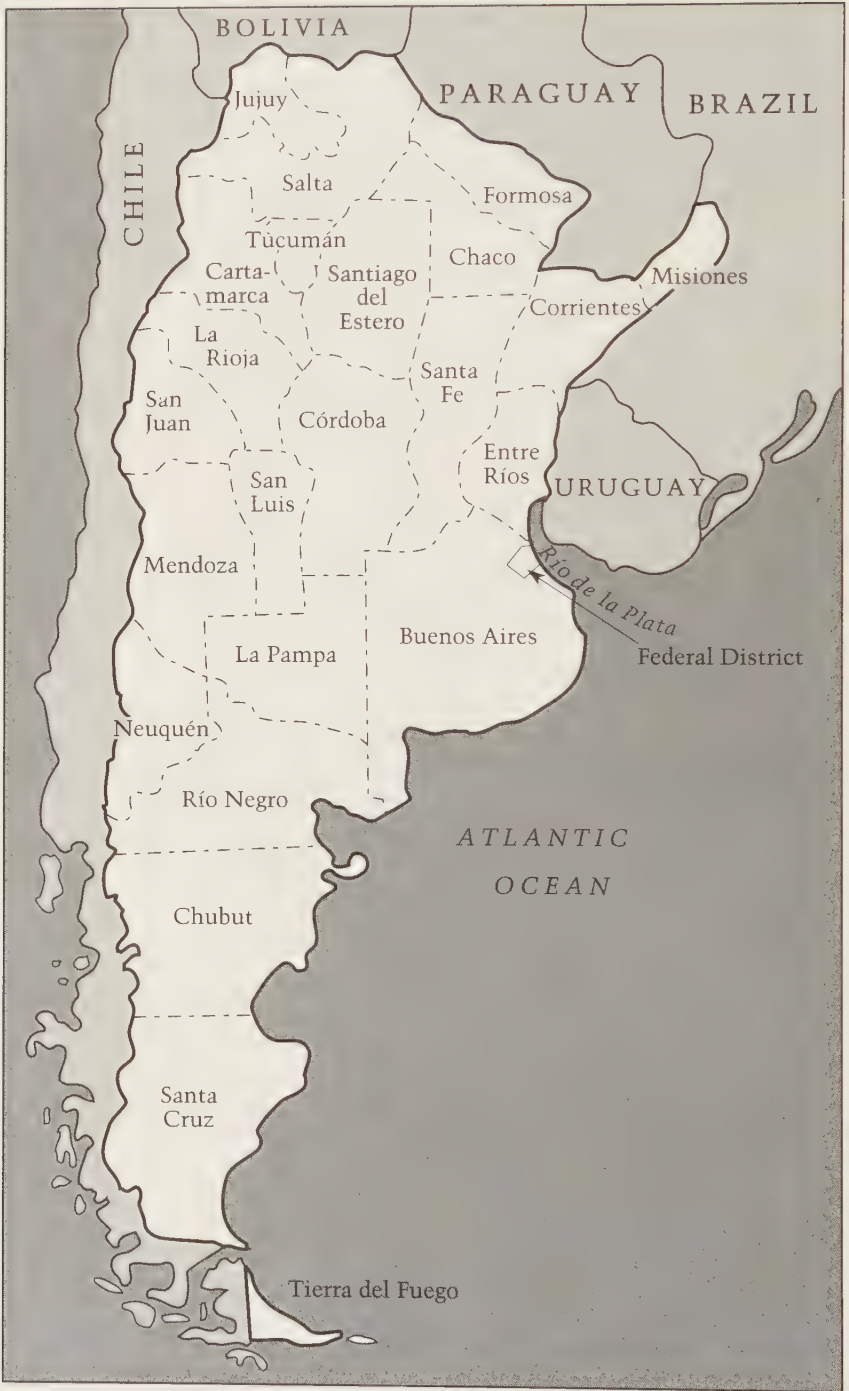 BOLIVIA
PARAGUAY
BRAZIL
CHILE
Jujuy
Salta
Formosa
Tucumán
Chaco
Misiones
Carta-
marca
Santiago
del
Estero
Corrientes
La
Rioja
Santa
Fe
San
Juan
Córdoba
Entre
Ríos
URUGUAY
San
Luis
Mendoza
Río de la Plata
Buenos Aires
La Pampa
Federal District
Neuquén
Río Negro
ATLANTIC
OCEAN
Chubut
Santa
Cruz
Tierra del Fuego